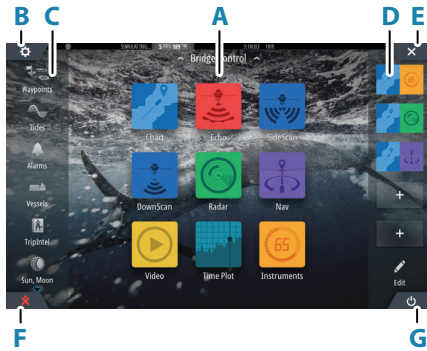 B C A D E
SIMULATING...
Bridge Control
Waypoints
Tides
Alarms
Vessels
TripIntel
Sun, Moon
Chart Echo SideScan
DownScan Radar Nav
Video Time Plot Instruments
65
65
+
+
Edit
F G